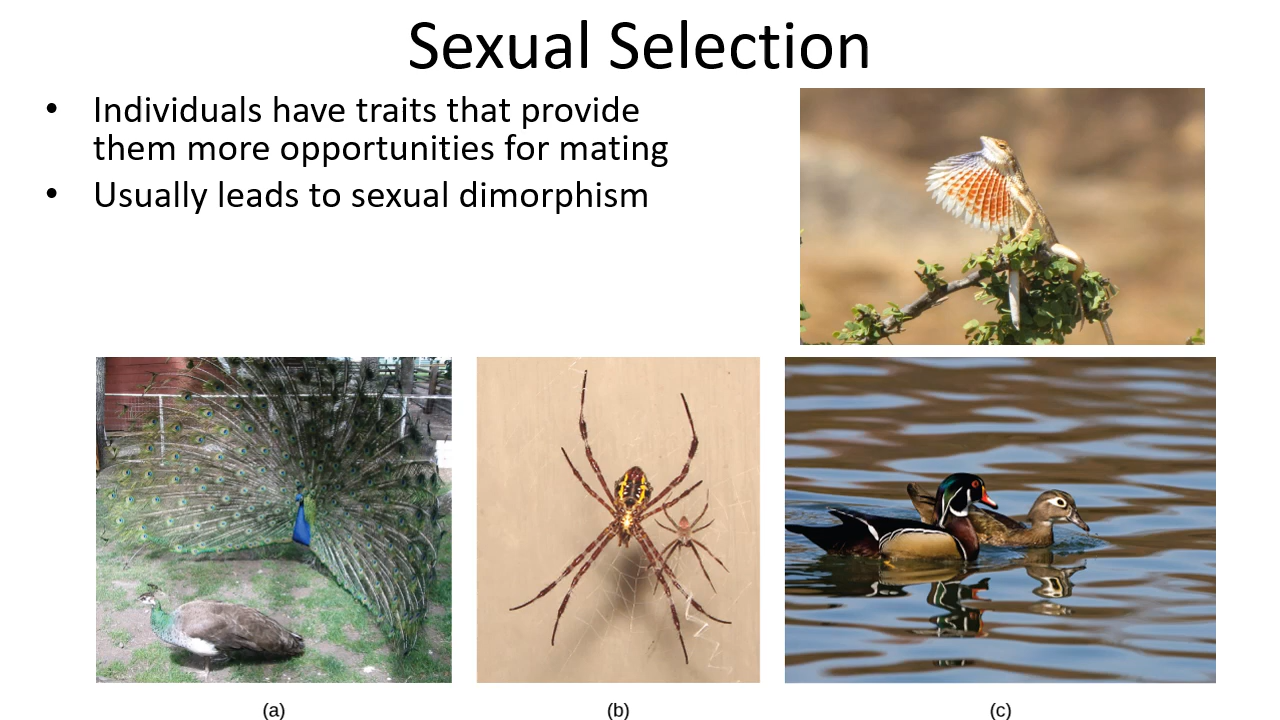 Sexual Selection
• Individuals have traits that provide
them more opportunities for mating
• Usually leads to sexual dimorphism
(a)
(b)
(c)